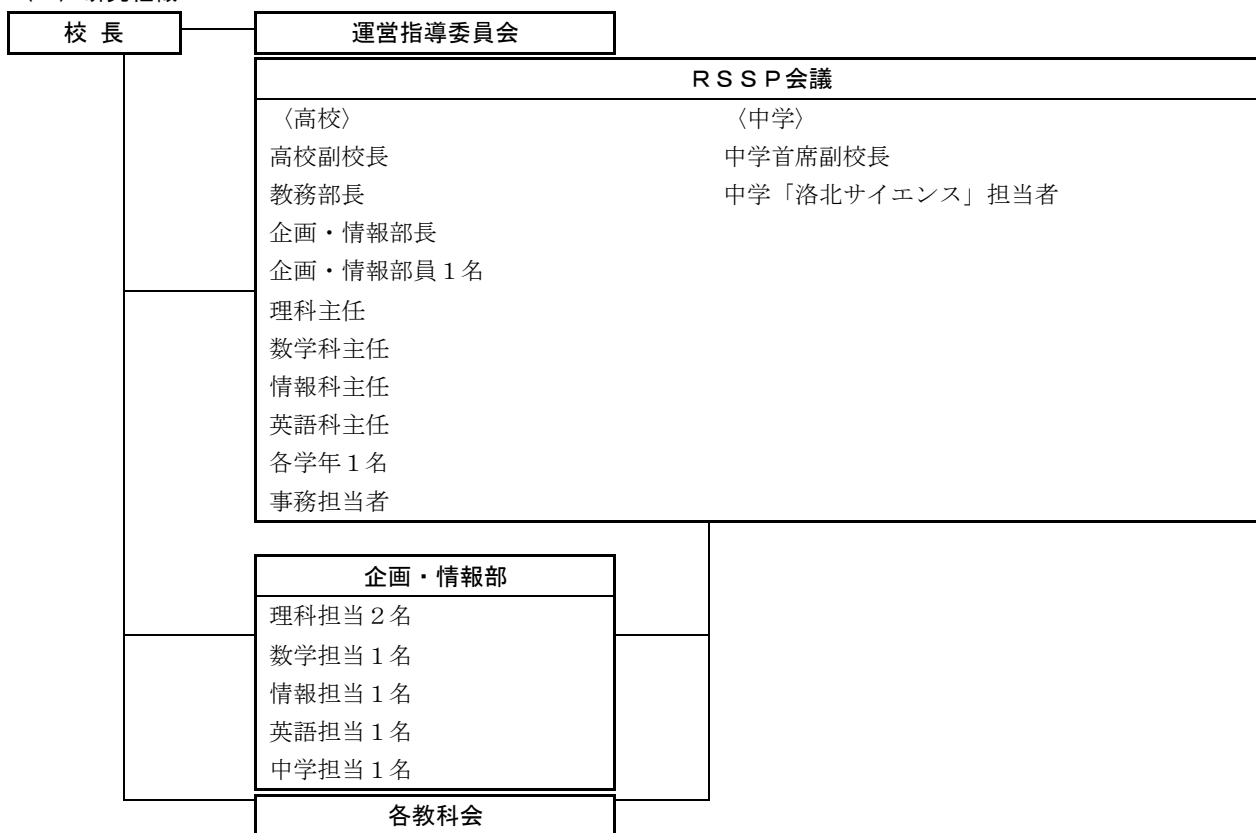 校 長
運営指導委員会
ＲＳＳＰ会議
〈高校〉 〈中学〉
高校副校長 中学首席副校長
教務部長 中学「洛北サイエンス」担当者
企画・情報部長
企画・情報部員１名
理科主任
数学科主任
情報科主任
英語科主任
各学年１名
事務担当者
企画・情報部
理科担当２名
数学担当１名
情報担当１名
英語担当１名
中学担当１名
各教科会